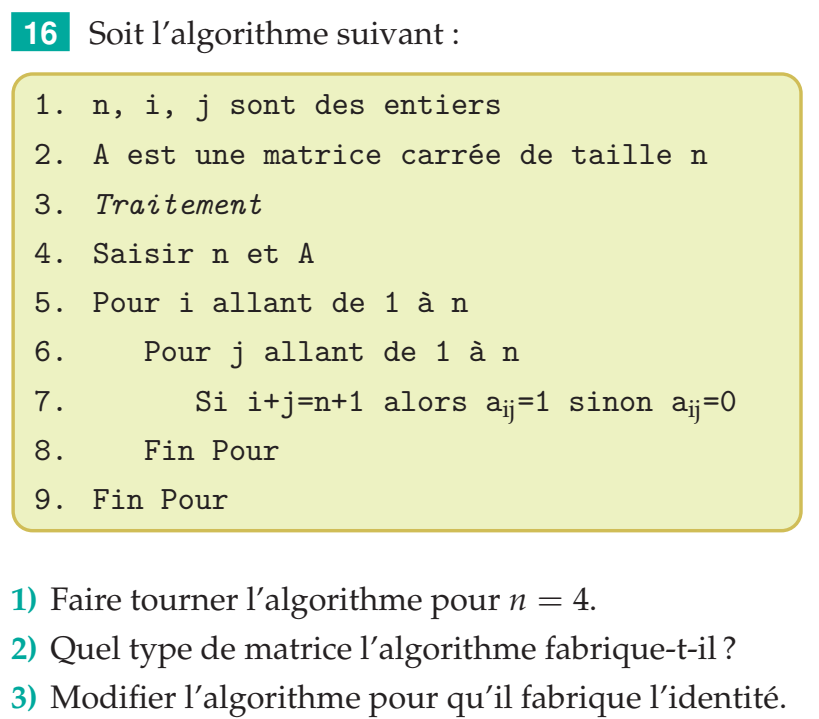 16 Soit l'algorithme suivant :
1. n, i, j sont des entiers
2. A est une matrice carrée de taille n
3. Traitement
4. Saisir n et A
5. Pour i allant de 1 à n
6. Pour j allant de 1 à n
7. Si i+j=n+1 alors aij=1 sinon aij=0
8. Fin Pour
9. Fin Pour
1) Faire tourner l'algorithme pour n = 4.
2) Quel type de matrice l'algorithme fabrique-t-il ?
3) Modifier l'algorithme pour qu'il fabrique l'identité.